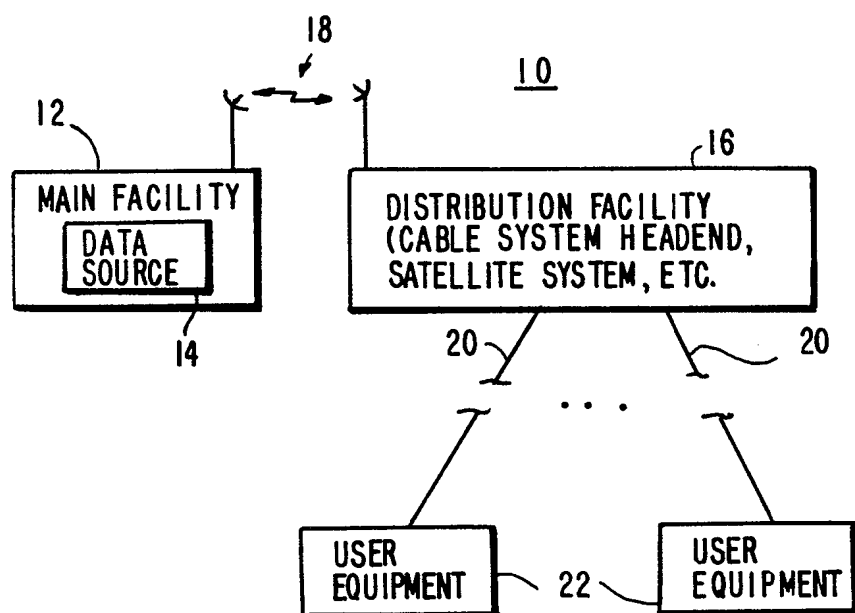 18
10
12
16
MAIN FACILITY
DATA
SOURCE
14
DISTRIBUTION FACILITY
(CABLE SYSTEM HEADEND,
SATELLITE SYSTEM, ETC.
20
20
. . .
USER
EQUIPMENT
22
USER
EQUIPMENT